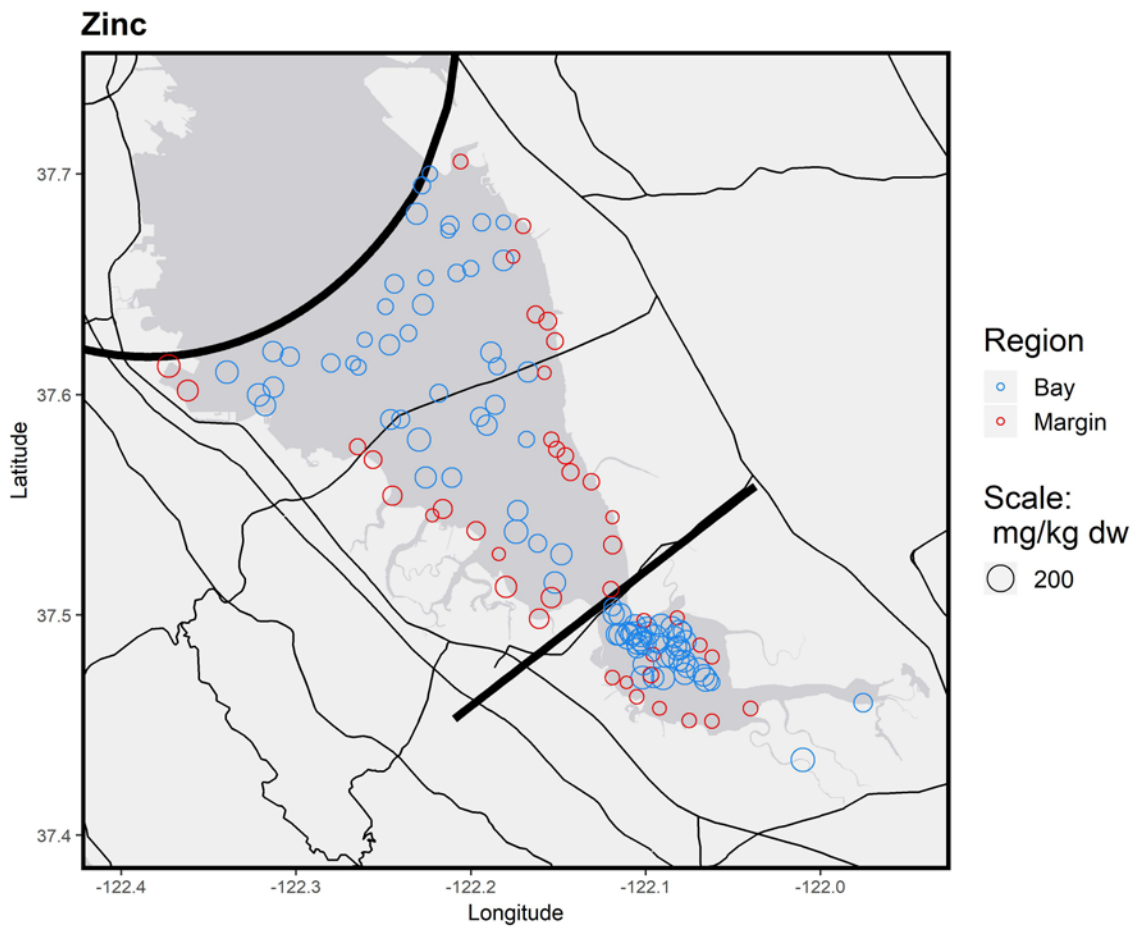 Zinc
37.7
37.6
37.5
37.4
Latitude
-122.4
-122.3
-122.2
-122.1
-122.0
Longitude
Region
Bay
Margin
Scale:
mg/kg dw
200